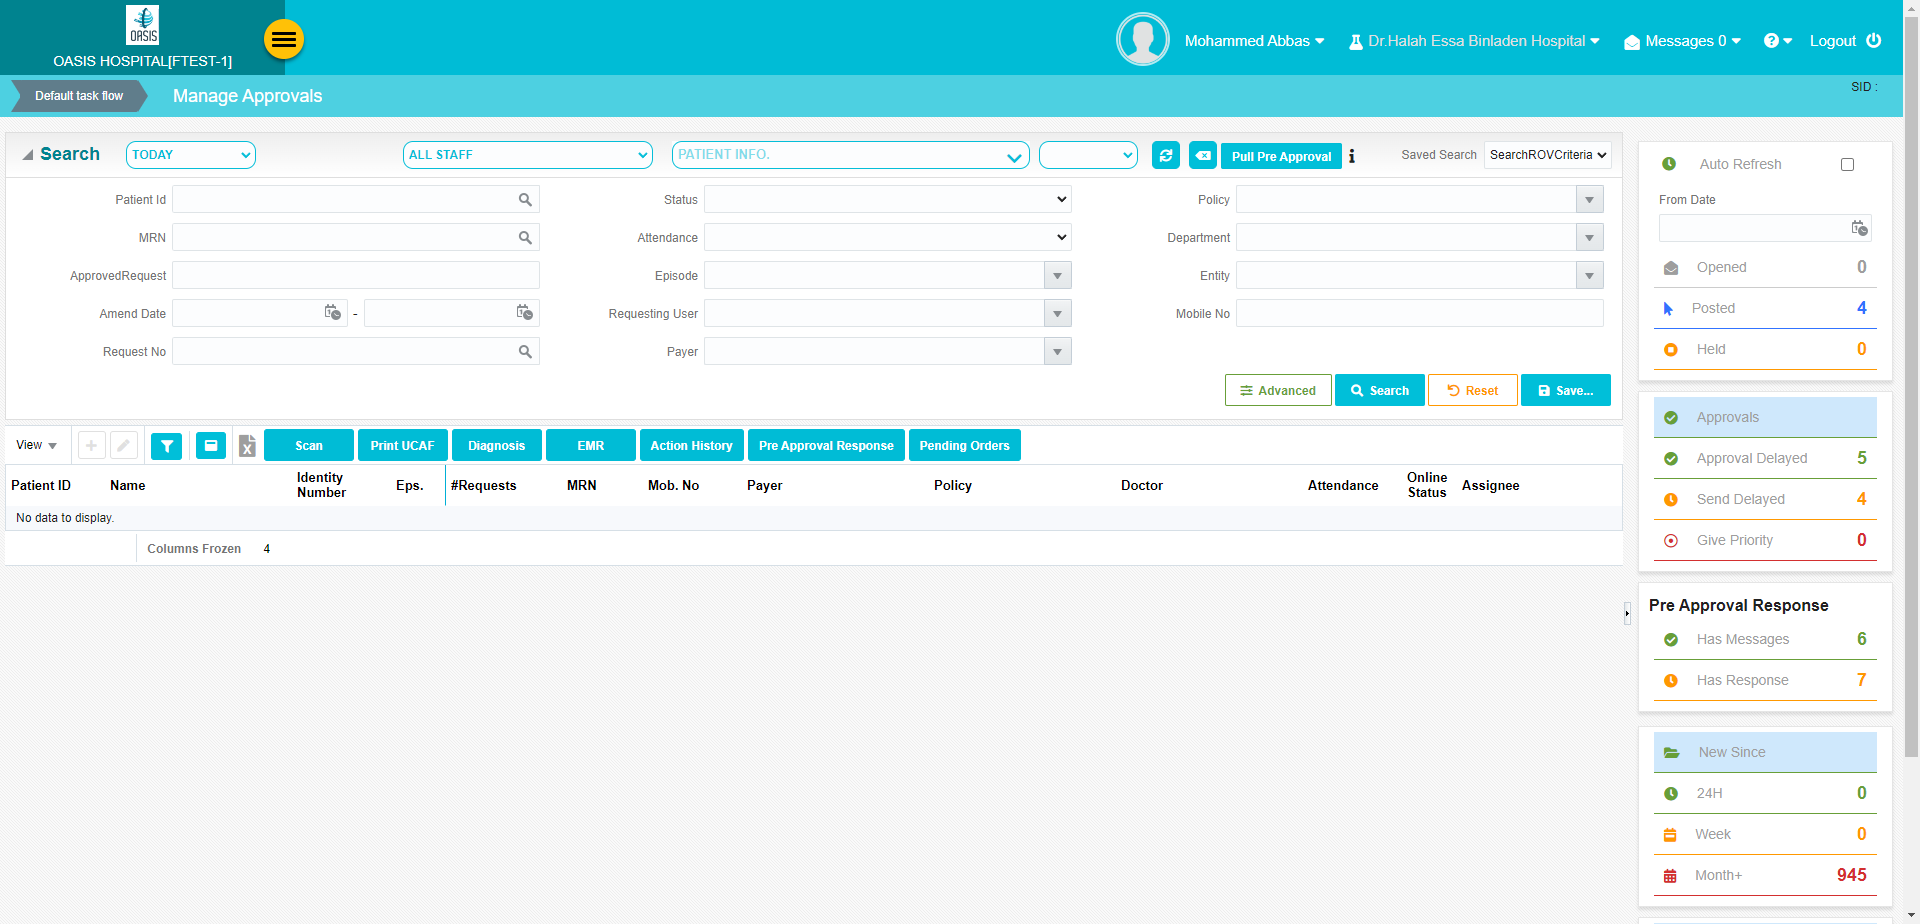 OASIS
OASIS HOSPITAL[FTEST-1]
Mohammed Abbas
Dr.Halah Essa Binladen Hospital
Messages 0
Logout
Default task flow
Manage Approvals
SID :
Search
TODAY
ALL STAFF
PATIENT INFO.
Pull Pre Approval
Saved Search
SearchROVCriteria
Patient Id
Status
Policy
MRN
Attendance
Department
ApprovedRequest
Episode
Entity
Amend Date
-
Requesting User
Mobile No
Request No
Payer
Advanced
Search
Reset
Save...
View
Scan
Print UCAF
Diagnosis
EMR
Action History
Pre Approval Response
Pending Orders
Patient ID
Name
Identity
Number
Eps.
#Requests
MRN
Mob. No
Payer
Policy
Doctor
Attendance
Online
Status
Assignee
No data to display.
Columns Frozen 4
Auto Refresh
From Date
Opened 0
Posted 4
Held 0
Approvals
Approval Delayed 5
Send Delayed 4
Give Priority 0
Pre Approval Response
Has Messages 6
Has Response 7
New Since
24H 0
Week 0
Month+ 945